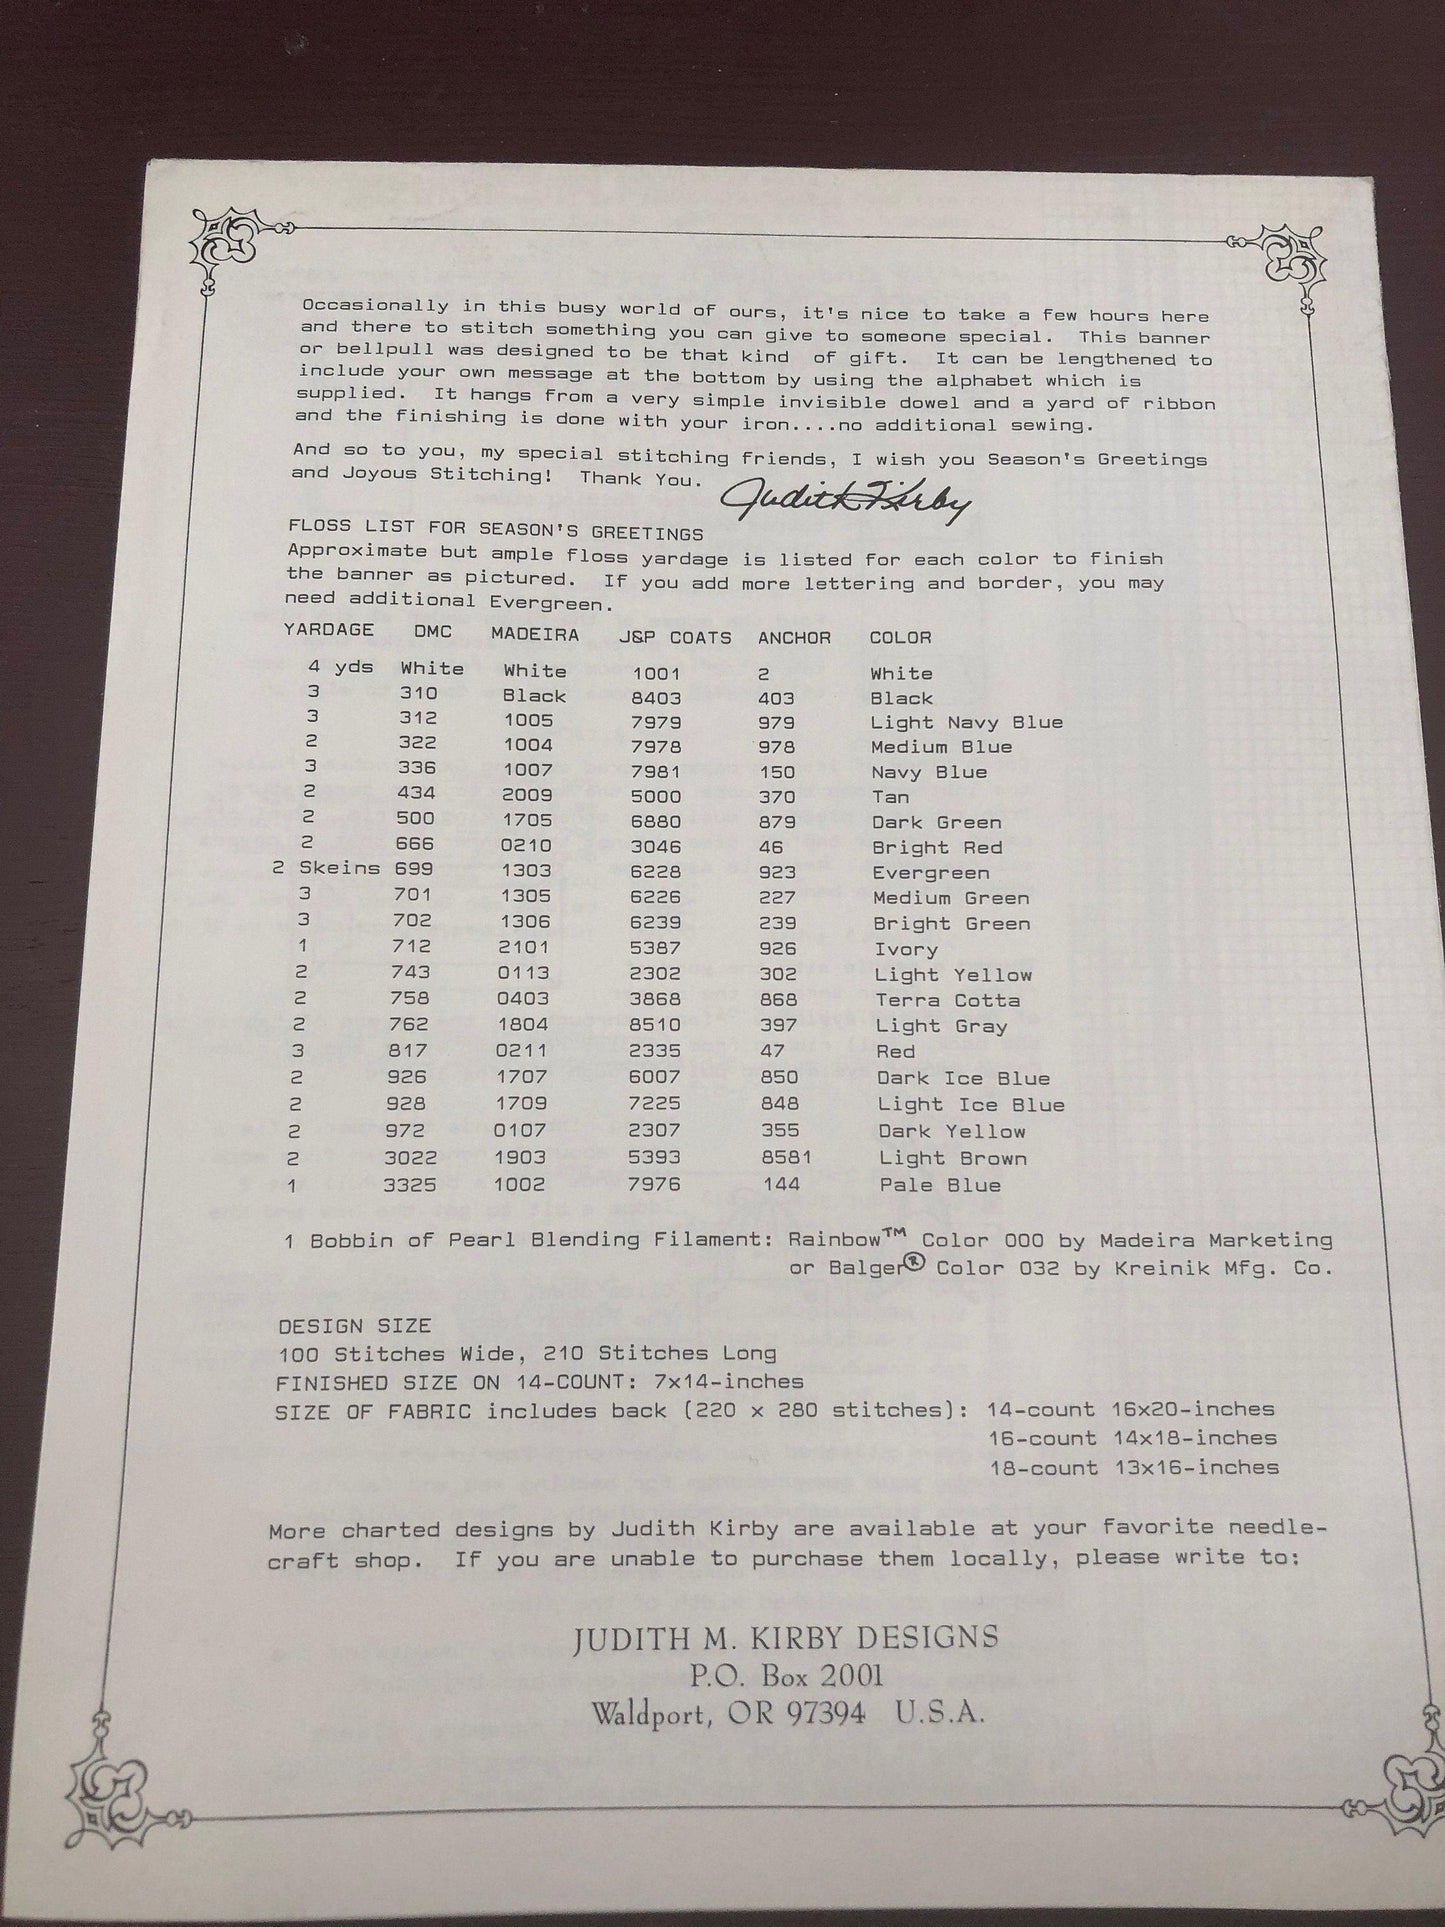 Occasionally in this busy world of ours, it's nice to take a few hours here
and there to stitch something you can give to someone special.  This banner
or bellpull was designed to be that kind  of gift.  It can be lengthened to
include your own message at the bottom by using the alphabet which is
supplied.  It hangs from a very simple invisible dowel and a yard of ribbon
and the finishing is done with your iron....no additional sewing.
And so to you, my special stitching friends, I wish you Season's Greetings
and Joyous Stitching!  Thank You.
Judith Kirby
FLOSS LIST FOR SEASON'S GREETINGS
Approximate but ample floss yardage is listed for each color to finish
the banner as pictured.  If you add more lettering and border, you may
need additional Evergreen.
YARDAGE DMC MADEIRA J&P COATS ANCHOR COLOR
4 yds White White 1001 2 White
3 310 Black 8403 403 Black
3 312 1005 7979 979 Light Navy Blue
2 322 1004 7978 978 Medium Blue
3 336 1007 7981 150 Navy Blue
2 434 2009 5000 370 Tan
2 500 1705 6880 879 Dark Green
2 666 0210 3046 46 Bright Red
2 Skeins 699 1303 6228 923 Evergreen
3 701 1305 6226 227 Medium Green
3 702 1306 6239 239 Bright Green
1 712 2101 5387 926 Ivory
2 743 0113 2302 302 Light Yellow
2 758 0403 3868 868 Terra Cotta
2 762 1804 8510 397 Light Gray
3 817 0211 2335 47 Red
2 926 1707 6007 850 Dark Ice Blue
2 928 1709 7225 848 Light Ice Blue
2 972 0107 2307 355 Dark Yellow
2 3022 1903 5393 8581 Light Brown
1 3325 1002 7976 144 Pale Blue
1 Bobbin of Pearl Blending Filament: Rainbow™ Color 000 by Madeira Marketing
or Balger® Color 032 by Kreinik Mfg. Co.
DESIGN SIZE
100 Stitches Wide, 210 Stitches Long
FINISHED SIZE ON 14-COUNT: 7x14-inches
SIZE OF FABRIC includes back (220 x 280 stitches): 14-count 16x20-inches
16-count 14x18-inches
18-count 13x16-inches
More charted designs by Judith Kirby are available at your favorite needle-
craft shop.  If you are unable to purchase them locally, please write to:
JUDITH M. KIRBY DESIGNS
P.O. Box 2001
Waldport, OR 97394  U.S.A.